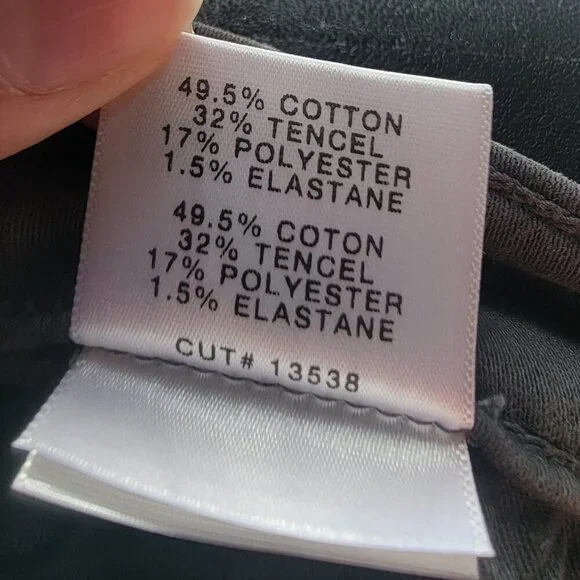 49.5% COTTON
32% TENCEL
17% POLYESTER
1.5% ELASTANE
49.5% COTON
32% TENCEL
17% POLYESTER
1.5% ELASTANE
CUT# 13538